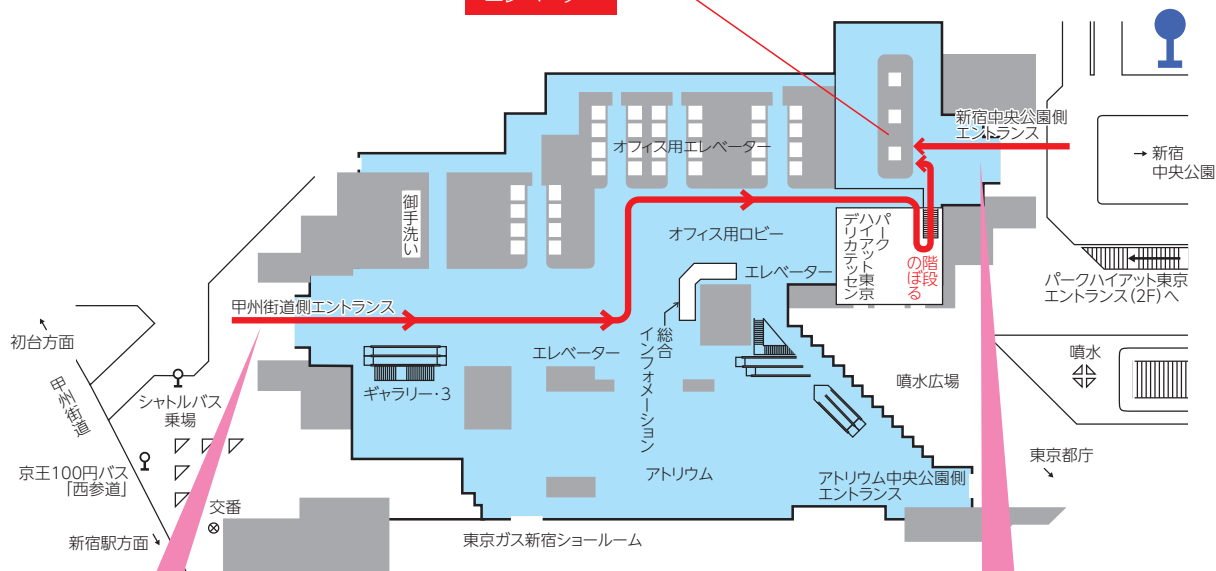 新宿中央公園側
エントランス
→ 新宿
中央公園
オフィス用エレベーター
御手洗い
オフィス用ロビー
パーク
ハイアット東京
デリカテッセン
階段
のぼる
エレベーター
パークハイアット東京
エントランス(2F)へ
甲州街道側エントランス
総合
インフォメーション
初台方面
エレベーター
噴水
ギャラリー・3
噴水広場
甲州街道
シャトルバス
乗場
京王100円バス
「西参道」
アトリウム
アトリウム中央公園側
エントランス
東京都庁
交番
新宿駅方面
東京ガス新宿ショールーム